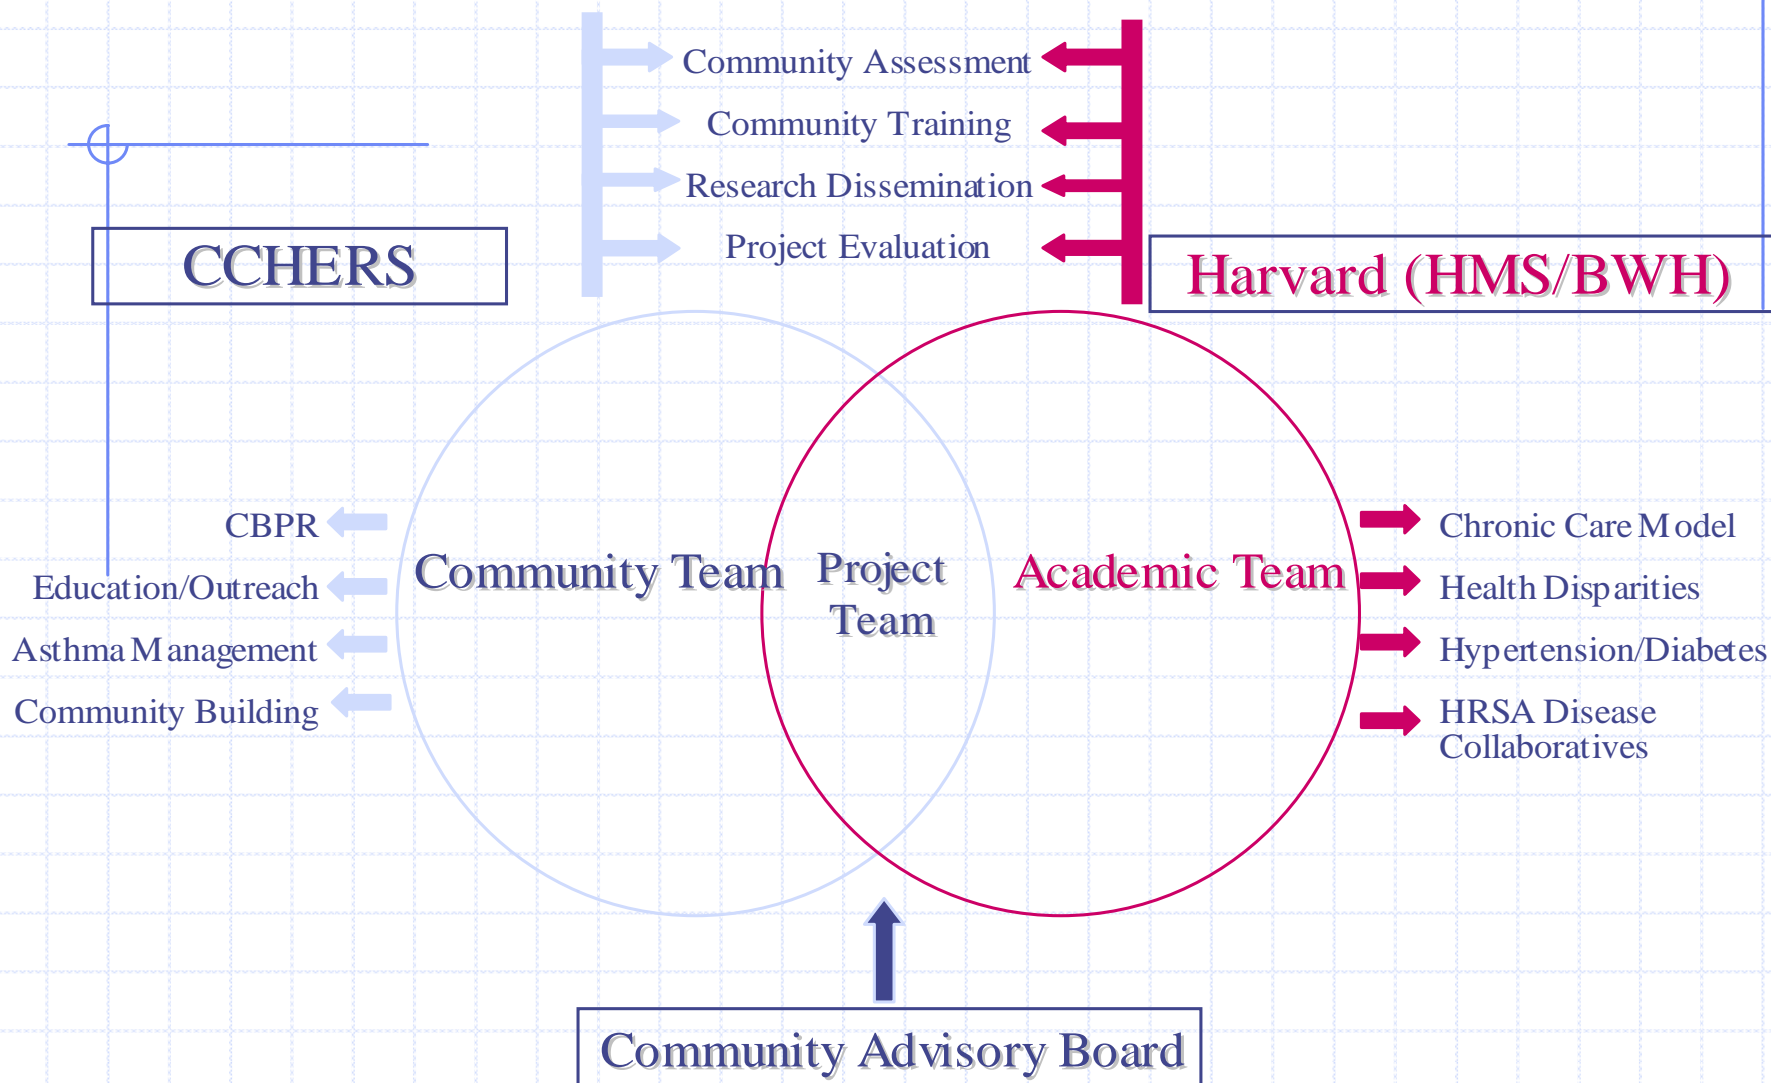 Community Assessment
Community Training
Research Dissemination
Project Evaluation
CCHERS
Harvard (HMS/BWH)
CBPR
Education/Outreach
Asthma Management
Community Building
Community Team
Project
Team
Academic Team
Chronic Care Model
Health Disparities
Hypertension/Diabetes
HRSA Disease
Collaboratives
Community Advisory Board